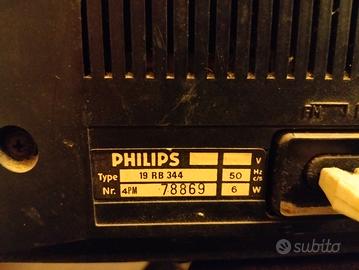 PHILIPS V
Type 19 RB 344 50 Hz c/s
Nr. 4PM 78869 6 W
subito